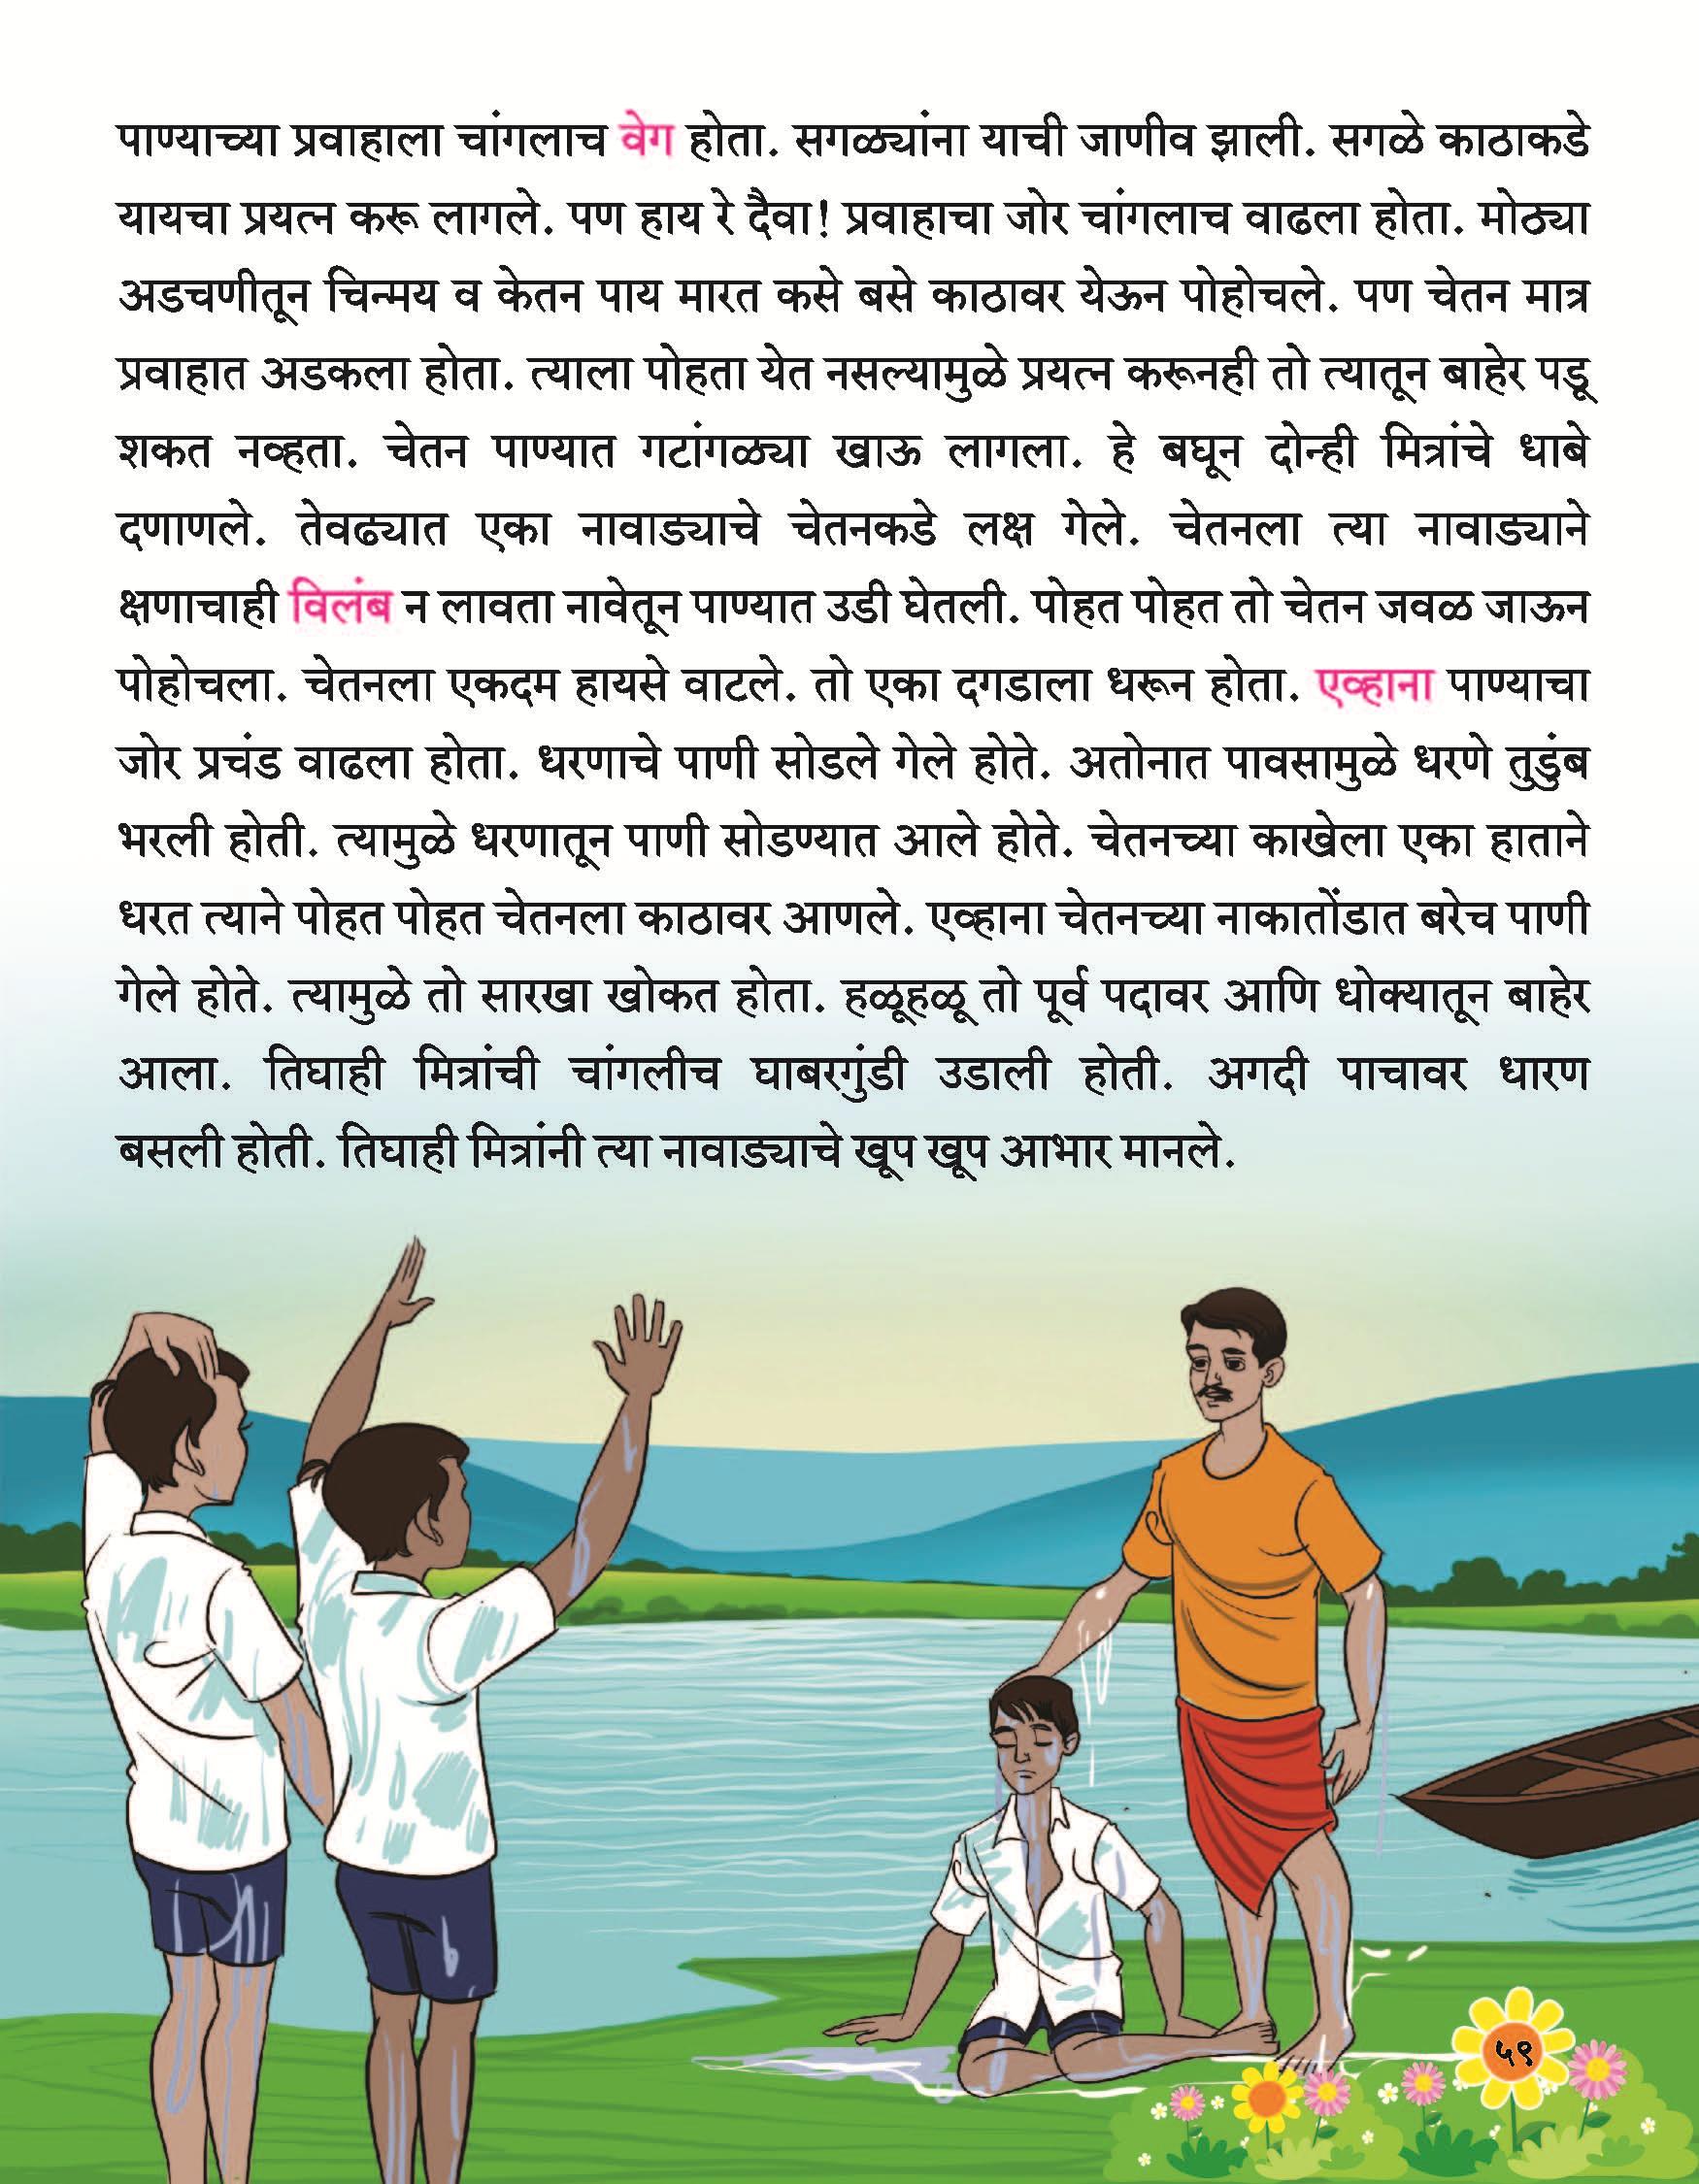 पाण्याच्या प्रवाहाला चांगलाच वेग होता. सगळ्यांना याची जाणीव झाली. सगळे काठाकडे
यायचा प्रयत्न करू लागले. पण हाय रे दैवा! प्रवाहाचा जोर चांगलाच वाढला होता. मोठ्या
अडचणीतून चिन्मय व केतन पाय मारत कसे बसे काठावर येऊन पोहोचले. पण चेतन मात्र
प्रवाहात अडकला होता. त्याला पोहता येत नसल्यामुळे प्रयत्न करूनही तो त्यातून बाहेर पडू
शकत नव्हता. चेतन पाण्यात गटांगळ्या खाऊ लागला. हे बघून दोन्ही मित्रांचे धाबे
दणाणले. तेवढ्यात एका नावाड्याचे चेतनकडे लक्ष गेले. चेतनला त्या नावाड्याने
क्षणाचाही विलंब न लावता नावेतून पाण्यात उडी घेतली. पोहत पोहत तो चेतन जवळ जाऊन
पोहोचला. चेतनला एकदम हायसे वाटले. तो एका दगडाला धरून होता. एव्हाना पाण्याचा
जोर प्रचंड वाढला होता. धरणाचे पाणी सोडले गेले होते. अतोनात पावसामुळे धरणे तुडुंब
भरली होती. त्यामुळे धरणातून पाणी सोडण्यात आले होते. चेतनच्या काखेला एका हाताने
धरत त्याने पोहत पोहत चेतनला काठावर आणले. एव्हाना चेतनच्या नाकातोंडात बरेच पाणी
गेले होते. त्यामुळे तो सारखा खोकत होता. हळूहळू तो पूर्व पदावर आणि धोक्यातून बाहेर
आला. तिघाही मित्रांची चांगलीच घाबरगुंडी उडाली होती. अगदी पाचावर धारण
बसली होती. तिघाही मित्रांनी त्या नावाड्याचे खूप खूप आभार मानले.
५९